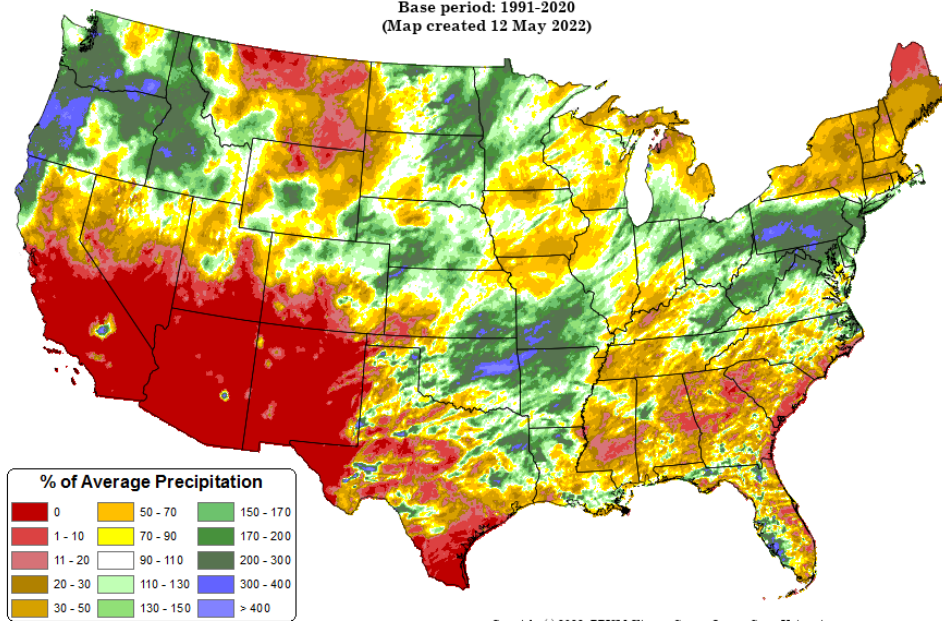 Base period: 1991-2020
(Map created 12 May 2022)
% of Average Precipitation
0 50 - 70 150 - 170
1 - 10 70 - 90 170 - 200
11 - 20 90 - 110 200 - 300
20 - 30 110 - 130 300 - 400
30 - 50 130 - 150 > 400